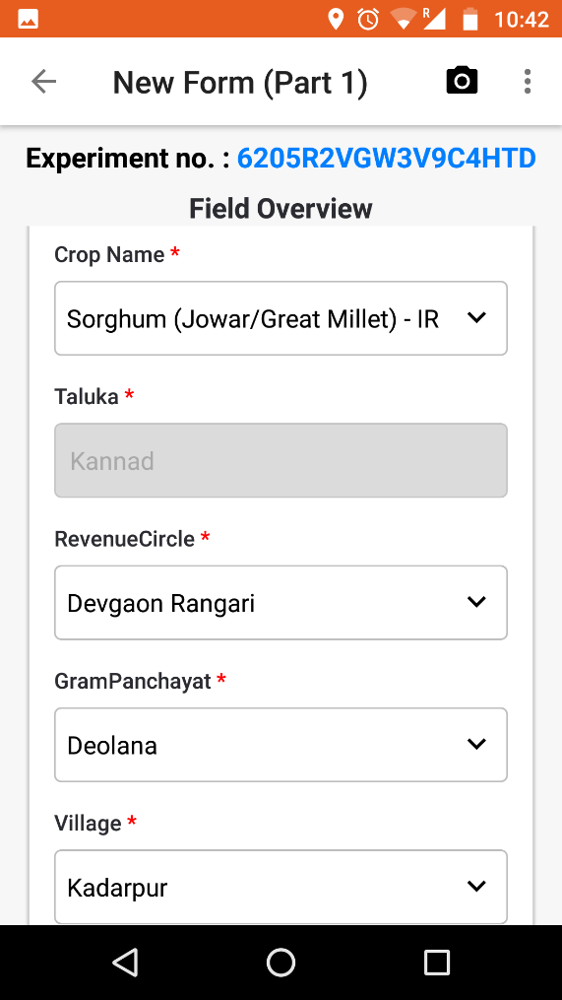 R
10:42
New Form (Part 1)
Experiment no. : 6205R2VGW3V9C4HTD
Field Overview
Crop Name *
Sorghum (Jowar/Great Millet) - IR
Taluka *
Kannad
RevenueCircle *
Devgaon Rangari
GramPanchayat *
Deolana
Village *
Kadarpur